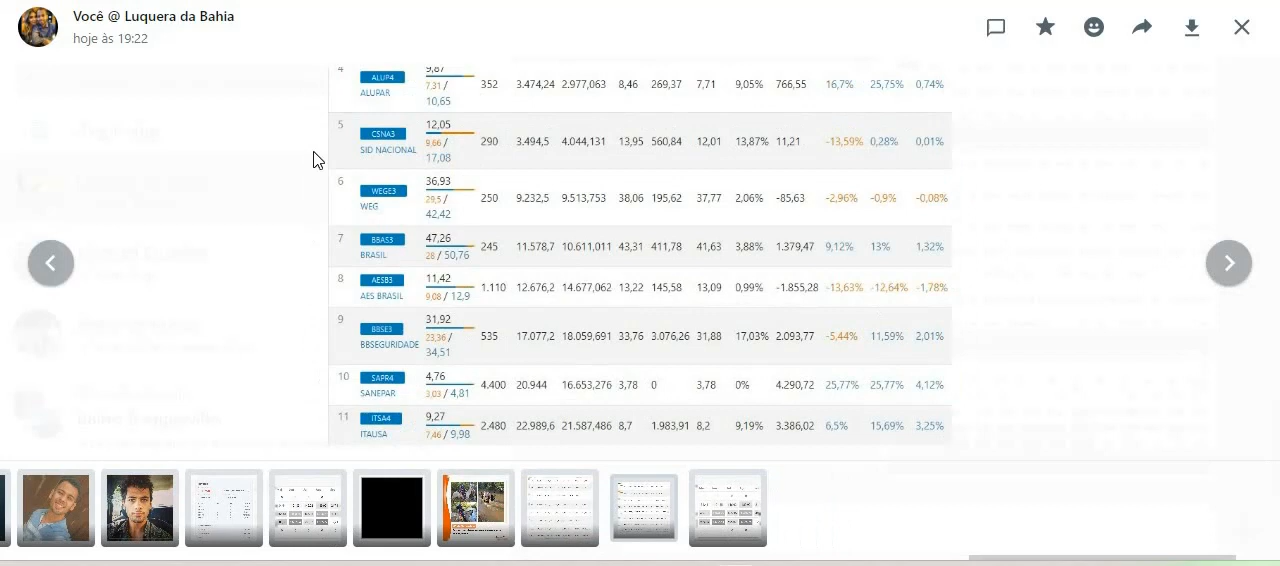 Você @ Luquera da Bahia
hoje às 19:22
4 ALUP4 ALUPAR 9,87 7,31 / 10,65 352 3.474,24 2.977,063 8,46 269,37 7,71 9,05% 766,55 16,7% 25,75% 0,74%
5 CSNA3 SID NACIONAL 12,05 9,66 / 17,08 290 3.494,5 4.044,131 13,95 560,84 12,01 13,87% 11,21 -13,59% 0,28% 0,01%
6 WEGE3 WEG 36,93 29,5 / 42,42 250 9.232,5 9.513,753 38,06 195,62 37,77 2,06% -85,63 -2,96% -0,9% -0,08%
7 BBAS3 BRASIL 47,26 28 / 50,76 245 11.578,7 10.611,011 43,31 411,78 41,63 3,88% 1.379,47 9,12% 13% 1,32%
8 AESB3 AES BRASIL 11,42 9,08 / 12,9 1.110 12.676,2 14.677,062 13,22 145,58 13,09 0,99% -1.855,28 -13,63% -12,64% -1,78%
9 BBSE3 BBSEGURIDADE 31,92 23,36 / 34,51 535 17.077,2 18.059,691 33,76 3.076,26 31,88 17,03% 2.093,77 -5,44% 11,59% 2,01%
10 SAPR4 SANEPAR 4,76 3,03 / 4,81 4.400 20.944 16.653,276 3,78 0 3,78 0% 4.290,72 25,77% 25,77% 4,12%
11 ITSA4 ITAUSA 9,27 7,46 / 9,98 2.480 22.989,6 21.587,486 8,7 1.983,91 8,2 9,19% 3.386,02 6,5% 15,69% 3,25%